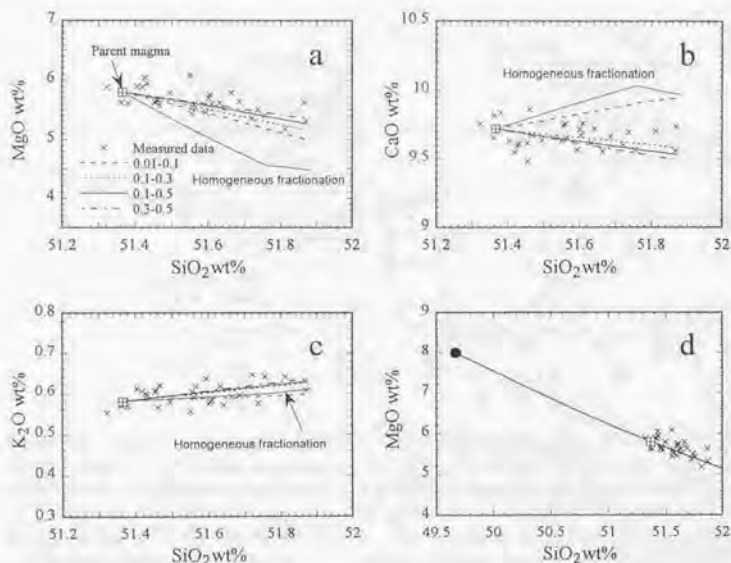 7
6
5
4
3
MgO wt%
a
Parent magma
× Measured data
0.01-0.1
0.1-0.3
0.1-0.5
0.3-0.5
Homogeneous fractionation
51.2 51.4 51.6 51.8 52
SiO2wt%
10.5
10
9.5
9
CaO wt%
b
Homogeneous fractionation
51.2 51.4 51.6 51.8 52
SiO2wt%
0.8
0.7
0.6
0.5
0.4
0.3
K2O wt%
c
Homogeneous fractionation
51.2 51.4 51.6 51.8 52
SiO2wt%
9
8
7
6
5
4
MgO wt%
d
49.5 50 50.5 51 51.5 52
SiO2wt%